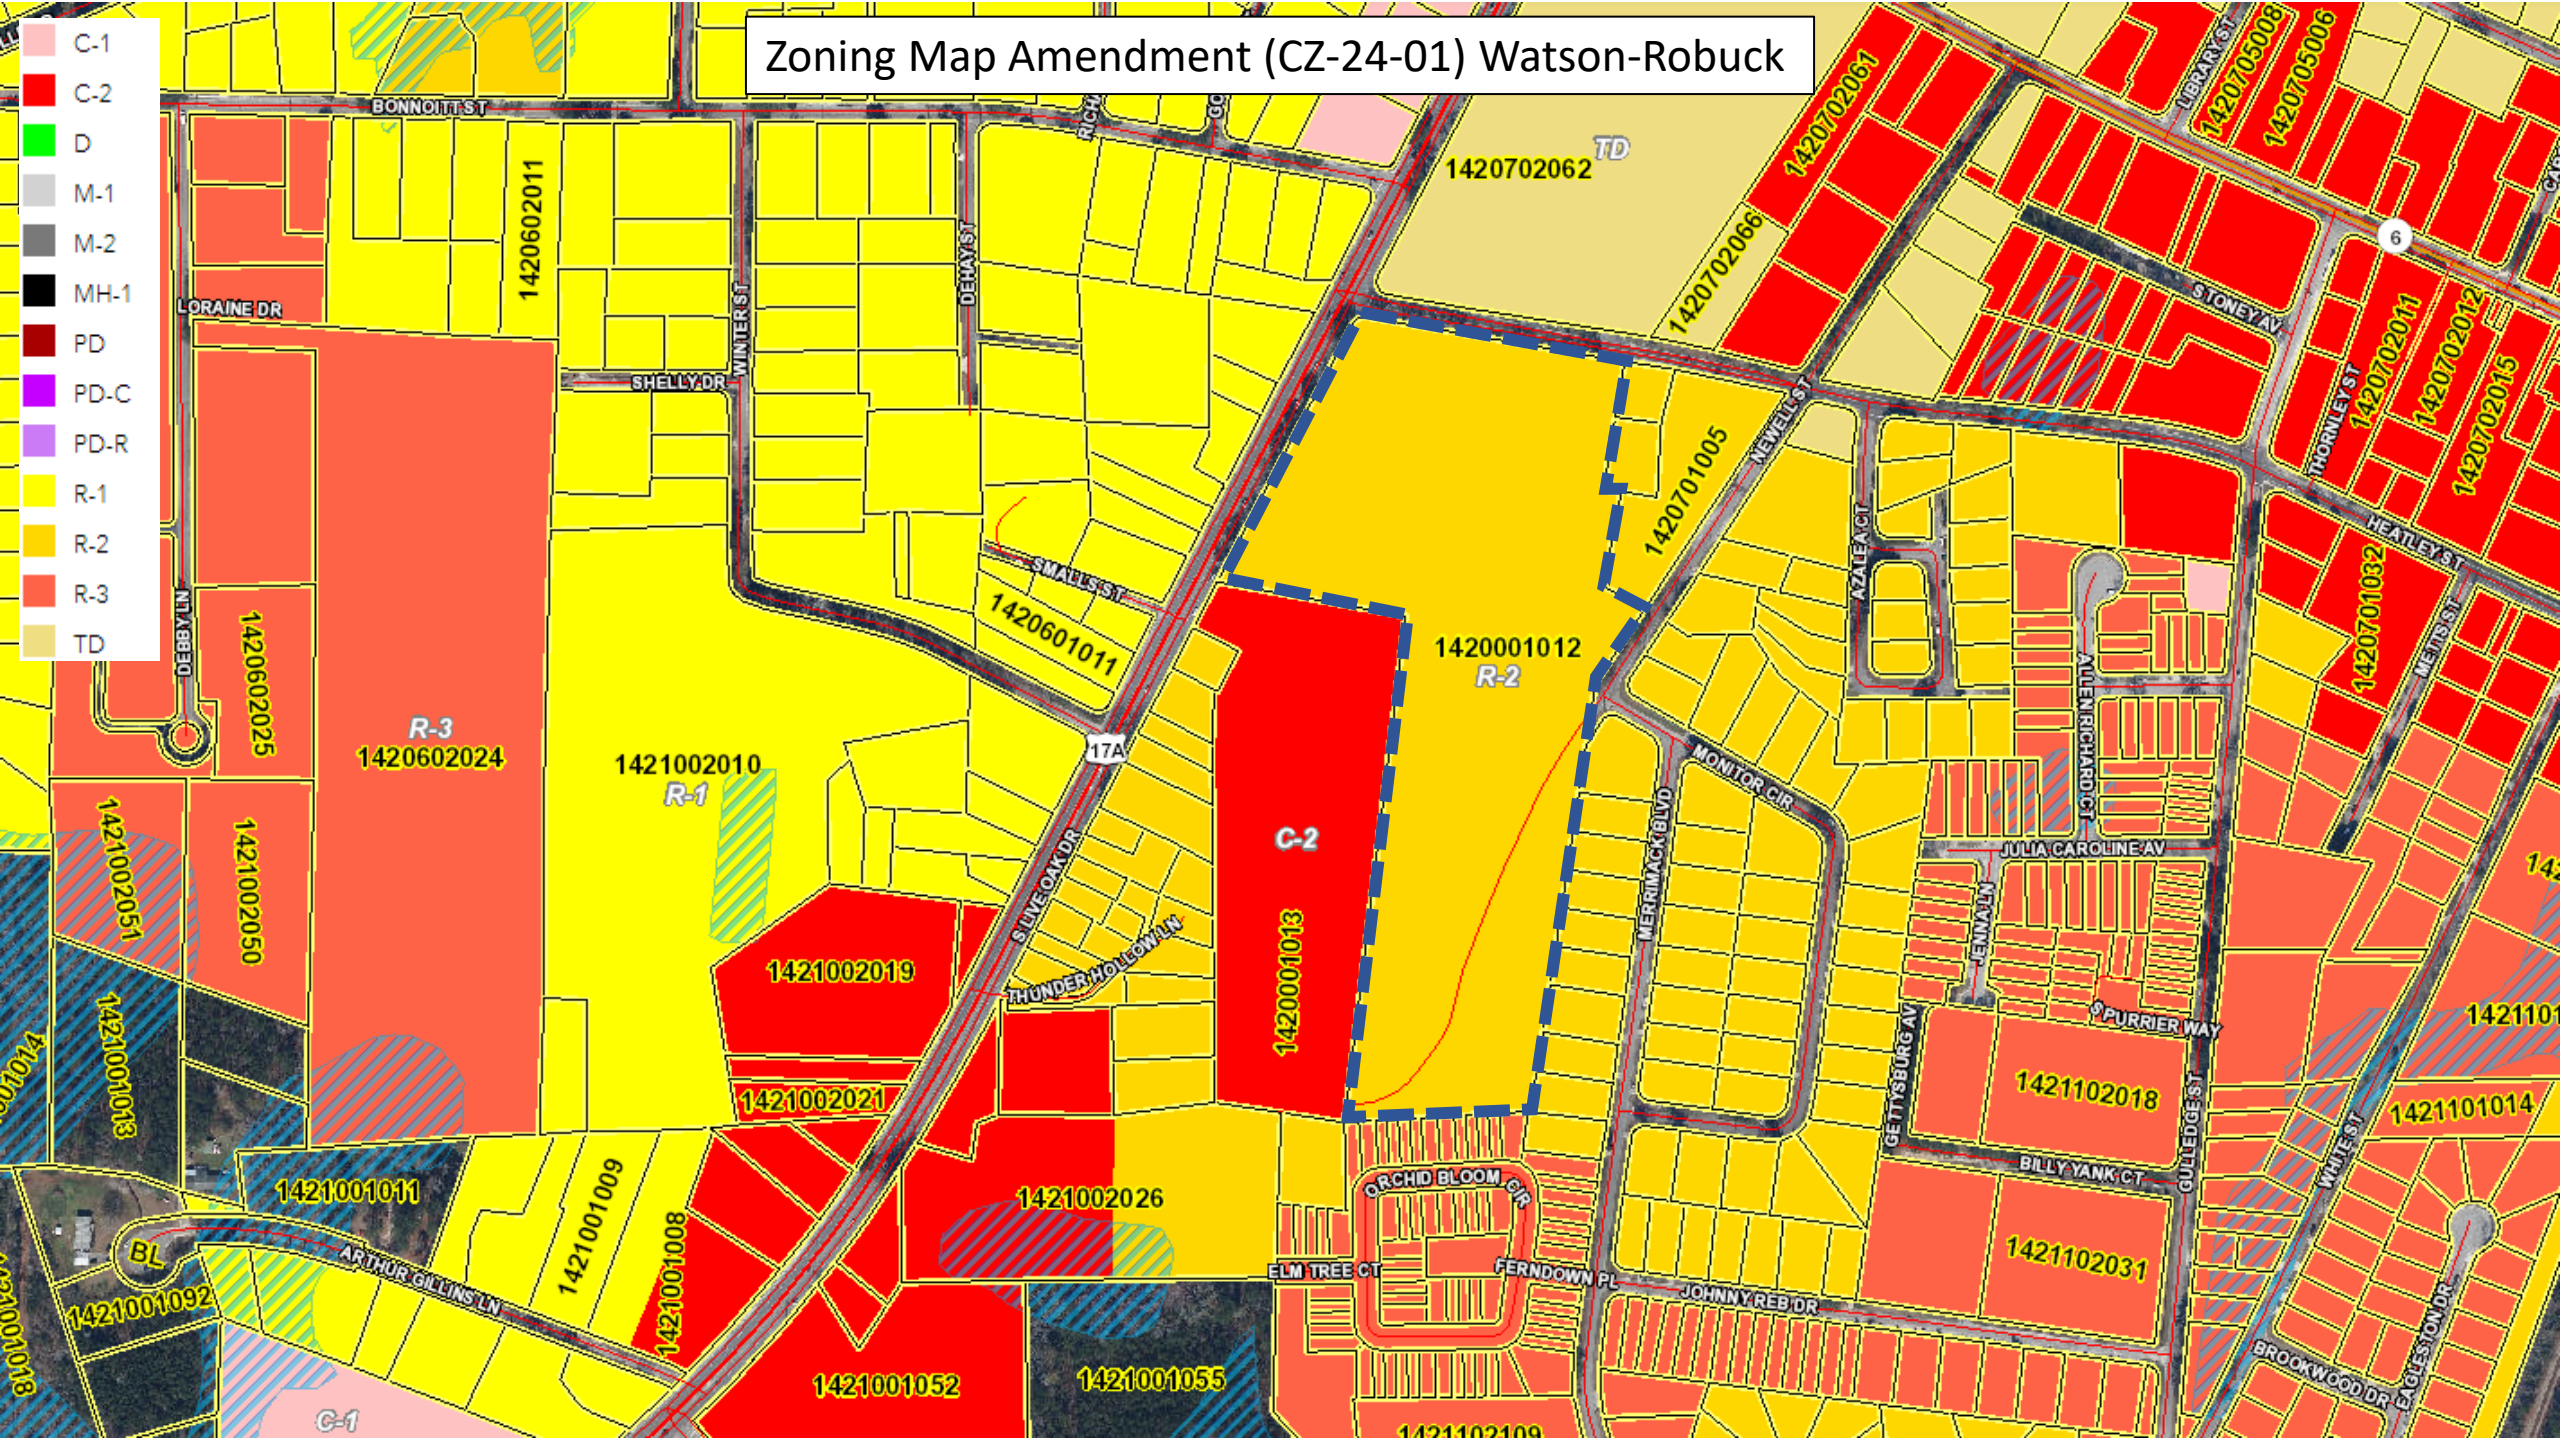 Zoning Map Amendment (CZ-24-01) Watson-Robuck
C-1
C-2
D
M-1
M-2
MH-1
PD
PD-C
PD-R
R-1
R-2
R-3
TD
BONNOITT ST
LIBRARY ST
1420705008
1420705006
1420702061
TD
1420702062
1420702066
6
1420602011
DEHAY ST
WINTER ST
LORAINE DR
SHELLY DR
STONEY AV
THORNLEY ST
1420702011
1420702012
1420702015
NEWELL ST
1420701005
AZALEA CT
HEATLEY ST
1420701032
METTS ST
SMALLS ST
1420601011
DEBBY LN
1420602025
R-3
1420602024
1421002010
R-1
17A
1420001012
R-2
C-2
1420001013
MONITOR CIR
MERRIMACK BLVD
ALLEN RICHARD CT
JULIA CAROLINE AV
JENNA LN
S LIVE OAK DR
THUNDER HOLLOW LN
1421002051
1421002050
1421002019
1421002021
1421001013
S PURRIER WAY
GETTYSBURG AV
1421102018
GULLEDGE ST
1421101014
WHITE ST
BILLY YANK CT
ORCHID BLOOM CIR
1421002026
1421001011
1421001009
1421001008
BL
ARTHUR GILLINS LN
1421001092
1421001018
ELM TREE CT
FERNDOWN PL
JOHNNY REB DR
1421102031
1421001052
1421001055
BROOKWOOD DR
EAGLESTON DR
C-1
1421102109